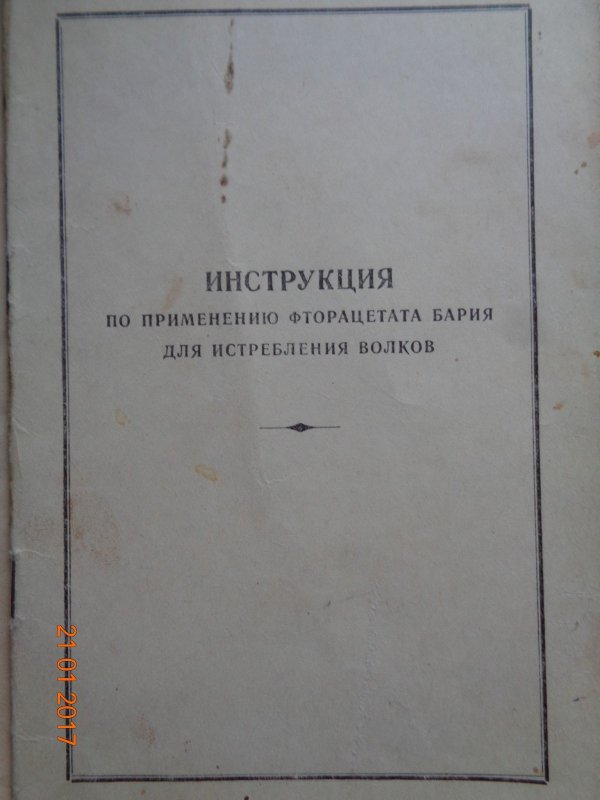 ИНСТРУКЦИЯ
ПО ПРИМЕНЕНИЮ ФТОРАЦЕТАТА БАРИЯ
ДЛЯ ИСТРЕБЛЕНИЯ ВОЛКОВ
21.01.2017